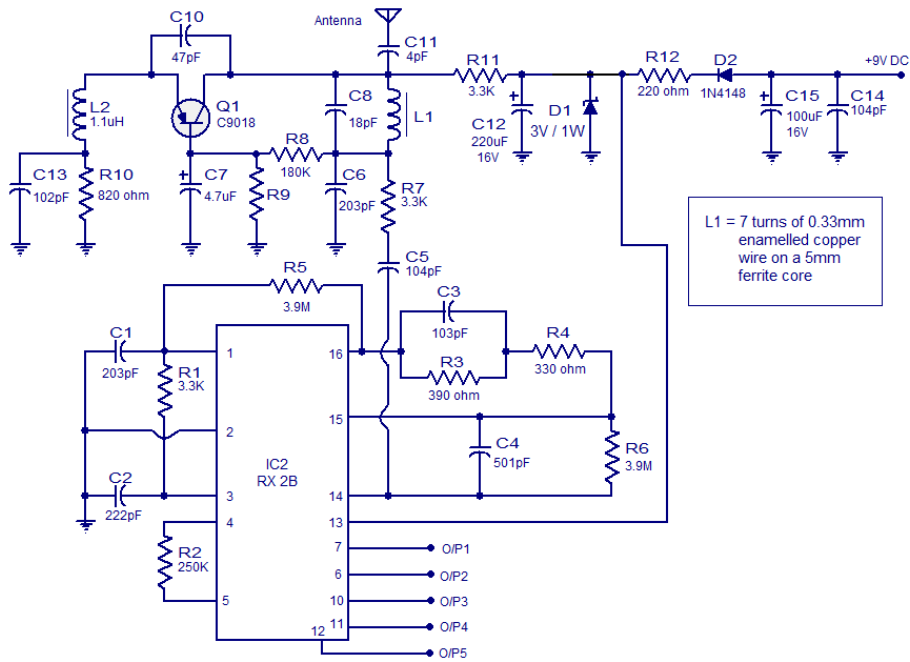 C10
47pF
Antenna
C11
4pF
R11
3.3K
R12
220 ohm
D2
1N4148
+9V DC
L2
1.1uH
Q1
C9018
C8
18pF
L1
C12
220uF
16V
D1
3V / 1W
C15
100uF
16V
C14
104pF
C13
102pF
R10
820 ohm
C7
4.7uF
R8
180K
R9
C6
203pF
R7
3.3K
L1 = 7 turns of 0.33mm
enamelled copper
wire on a 5mm
ferrite core
C5
104pF
R5
3.9M
C3
103pF
R3
390 ohm
R4
330 ohm
C1
203pF
R1
3.3K
C2
222pF
R2
250K
IC2
RX 2B
1
2
3
4
5
16
15
14
13
7
6
10
11
12
C4
501pF
R6
3.9M
O/P1
O/P2
O/P3
O/P4
O/P5
+
+
+